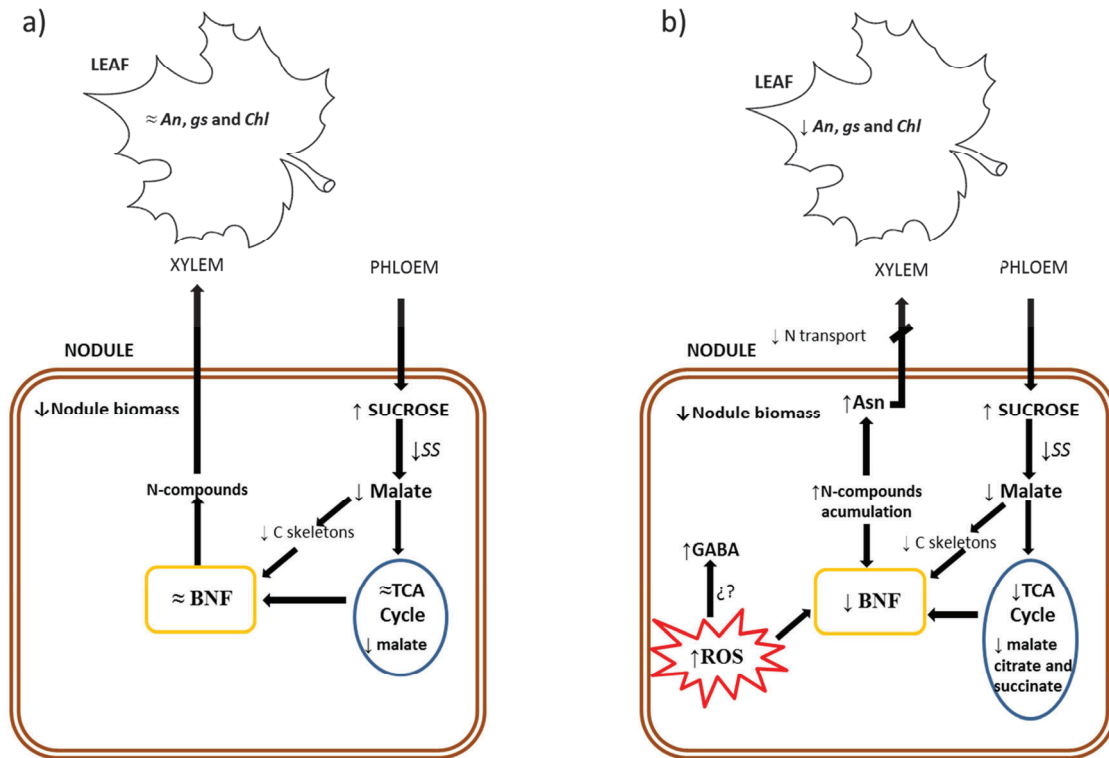 a)
LEAF
≈ An, gs and Chl
XYLEM
PHLOEM
NODULE
↓Nodule biomass
↑ SUCROSE
↓SS
N-compounds
↓ Malate
↓ C skeletons
≈ BNF
≈TCA
Cycle
↓ malate
b)
LEAF
↓ An, gs and Chl
XYLEM
PHLOEM
↓ N transport
NODULE
↓Nodule biomass
↑Asn
↑ SUCROSE
↓SS
↑N-compounds
acumulation
↓ Malate
↓ C skeletons
↑GABA
¿?
↓ BNF
↓TCA
Cycle
↓ malate
citrate and
succinate
↑ROS